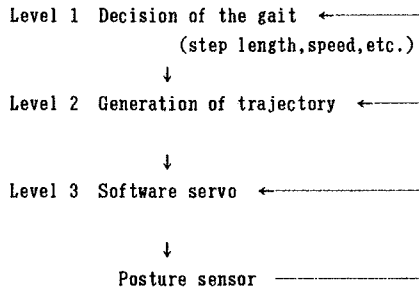 Level 1 Decision of the gait
(step length,speed,etc.)
Level 2 Generation of trajectory
Level 3 Software servo
Posture sensor